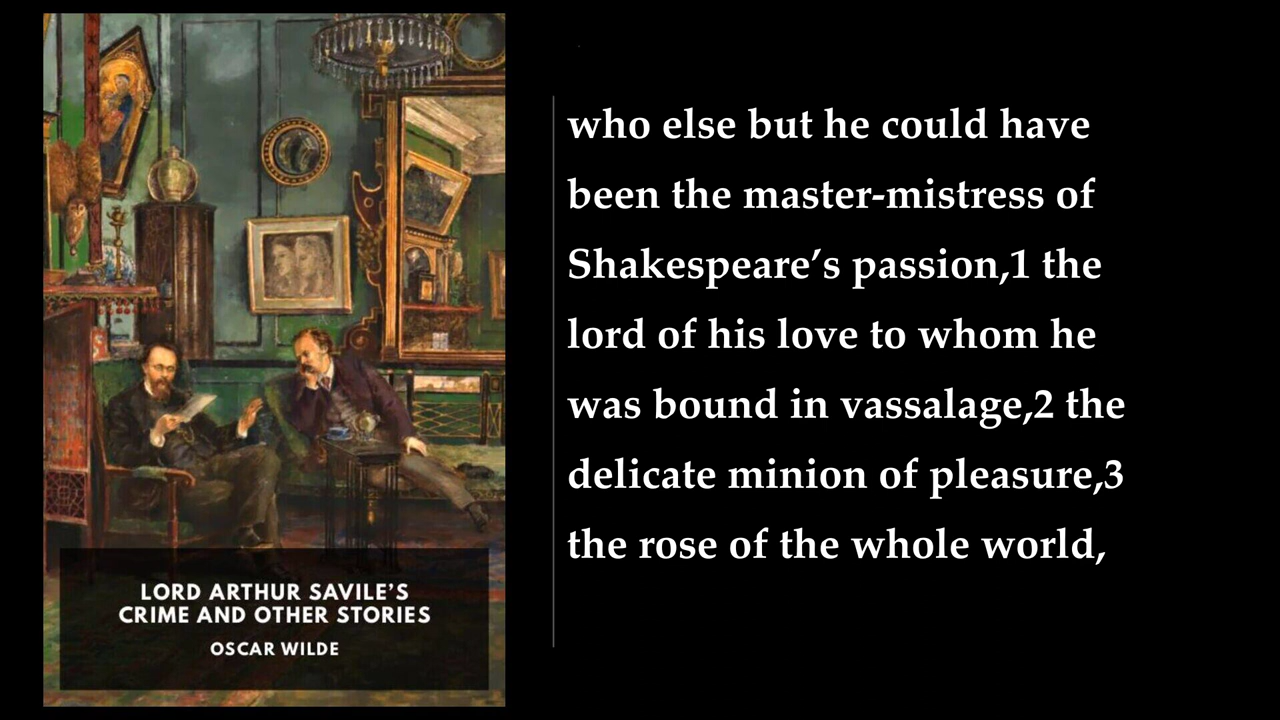 LORD ARTHUR SAVILE’S
CRIME AND OTHER STORIES
OSCAR WILDE
who else but he could have
been the master-mistress of
Shakespeare’s passion,1 the
lord of his love to whom he
was bound in vassalage,2 the
delicate minion of pleasure,3
the rose of the whole world,